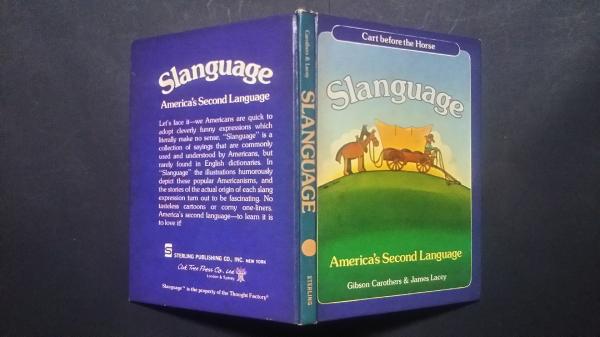 Slanguage
America's Second Language
Let's face it—we Americans are quick to
adopt cleverly funny expressions which
literally make no sense. "Slanguage" is a
collection of sayings that are commonly
used and understood by Americans, but
rarely found in English dictionaries. In
"Slanguage" the illustrations humorously
depict these popular Americanisms, and
the stories of the actual origin of each slang
expression turn out to be fascinating. No
tasteless cartoons or corny one-liners.
America's second language—to learn it is
to love it!
S
STERLING PUBLISHING CO., INC. NEW YORK
Oak Tree Press Co., Ltd.
London & Sydney
Slanguage™ is the property of the Thought Factory®
Carothers & Lacey
SLANGUAGE
STERLING
Cart before the Horse
Slanguage
America's Second Language
Gibson Carothers & James Lacey